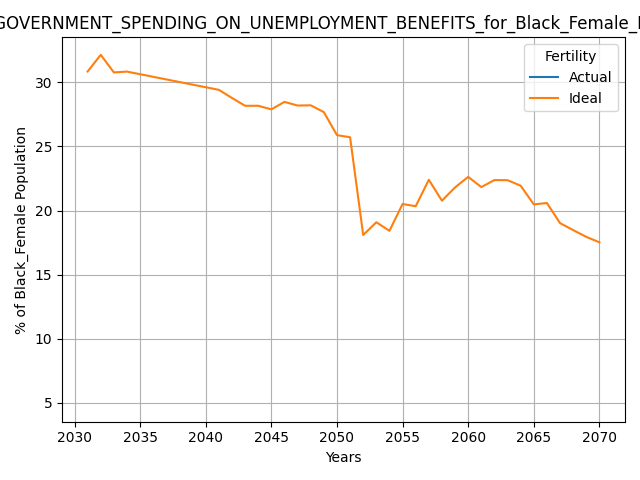 GOVERNMENT_SPENDING_ON_UNEMPLOYMENT_BENEFITS_for_Black_Female_
Fertility
Actual
Ideal
% of Black_Female Population
30
25
20
15
10
5
2030 2035 2040 2045 2050 2055 2060 2065 2070
Years